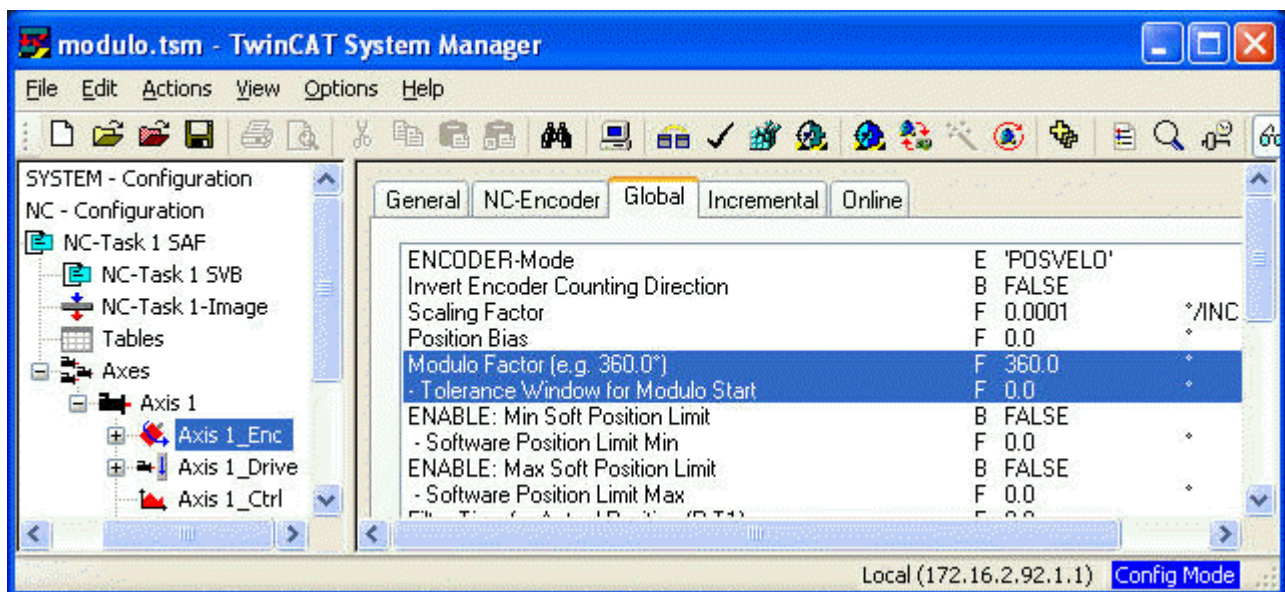 modulo.tsm - TwinCAT System Manager
File Edit Actions View Options Help
SYSTEM - Configuration
NC - Configuration
NC-Task 1 SAF
NC-Task 1 SVB
NC-Task 1-Image
Tables
Axes
Axis 1
Axis 1_Enc
Axis 1_Drive
Axis 1_Ctrl
General NC-Encoder Global Incremental Online
ENCODER-Mode E 'POSVELO'
Invert Encoder Counting Direction B FALSE
Scaling Factor F 0.0001 °/INC
Position Bias F 0.0 °
Modulo Factor (e.g. 360.0°) F 360.0 °
- Tolerance Window for Modulo Start F 0.0 °
ENABLE: Min Soft Position Limit B FALSE
- Software Position Limit Min F 0.0 °
ENABLE: Max Soft Position Limit B FALSE
- Software Position Limit Max F 0.0 °
Local (172.16.2.92.1.1) Config Mode